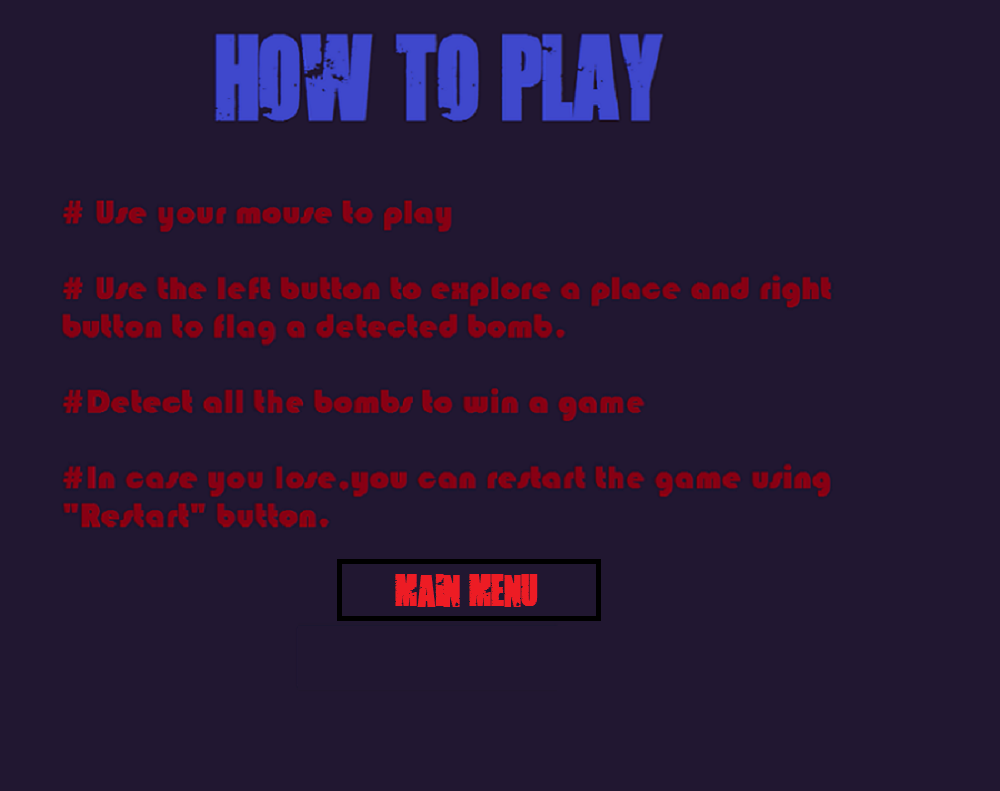 HOW TO PLAY
# Use your mouse to play
# Use the left button to explore a place and right
button to flag a detected bomb.
#Detect all the bombs to win a game
#In case you lose,you can restart the game using
"Restart" button.
MAIN MENU